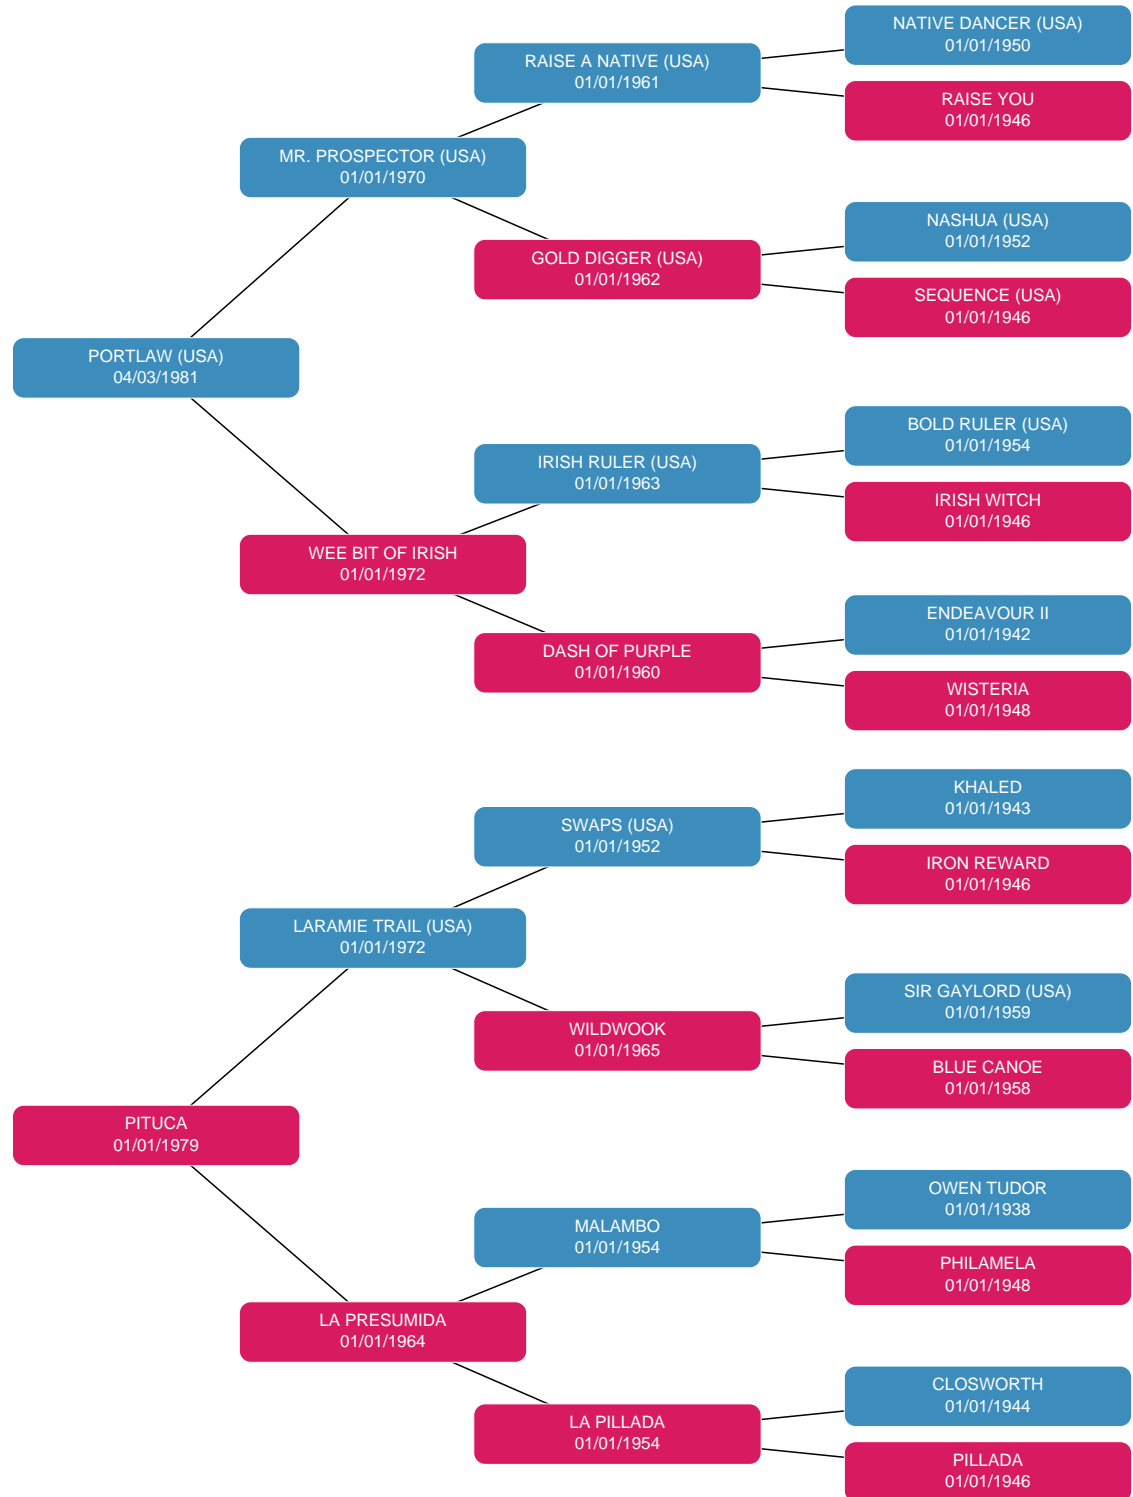 NATIVE DANCER (USA)
01/01/1950
RAISE A NATIVE (USA)
01/01/1961
RAISE YOU
01/01/1946
MR. PROSPECTOR (USA)
01/01/1970
NASHUA (USA)
01/01/1952
GOLD DIGGER (USA)
01/01/1962
SEQUENCE (USA)
01/01/1946
PORTLAW (USA)
04/03/1981
BOLD RULER (USA)
01/01/1954
IRISH RULER (USA)
01/01/1963
IRISH WITCH
01/01/1946
WEE BIT OF IRISH
01/01/1972
ENDEAVOUR II
01/01/1942
DASH OF PURPLE
01/01/1960
WISTERIA
01/01/1948
KHALED
01/01/1943
SWAPS (USA)
01/01/1952
IRON REWARD
01/01/1946
LARAMIE TRAIL (USA)
01/01/1972
SIR GAYLORD (USA)
01/01/1959
WILDWOOK
01/01/1965
BLUE CANOE
01/01/1958
PITUCA
01/01/1979
OWEN TUDOR
01/01/1938
MALAMBO
01/01/1954
PHILAMELA
01/01/1948
LA PRESUMIDA
01/01/1964
CLOSWORTH
01/01/1944
LA PILLADA
01/01/1954
PILLADA
01/01/1946